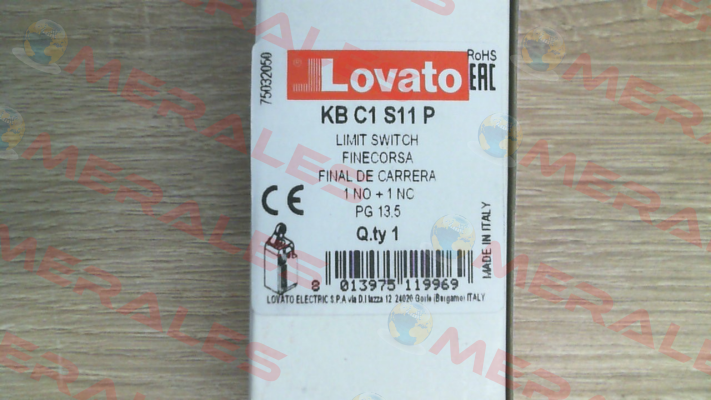 Lovato
RoHS
EAC
75032050
KB C1 S11 P
LIMIT SWITCH
FINECORSA
FINAL DE CARRERA
1 NO + 1 NC
PG 13.5
CE
Q.ty 1
MADE IN ITALY
8 013975 119969
LOVATO ELECTRIC S.P.A via D.Iazza 12 24020 Gorle (Bergamo) ITALY
MERALES
MERALES
MERALES
MERALES